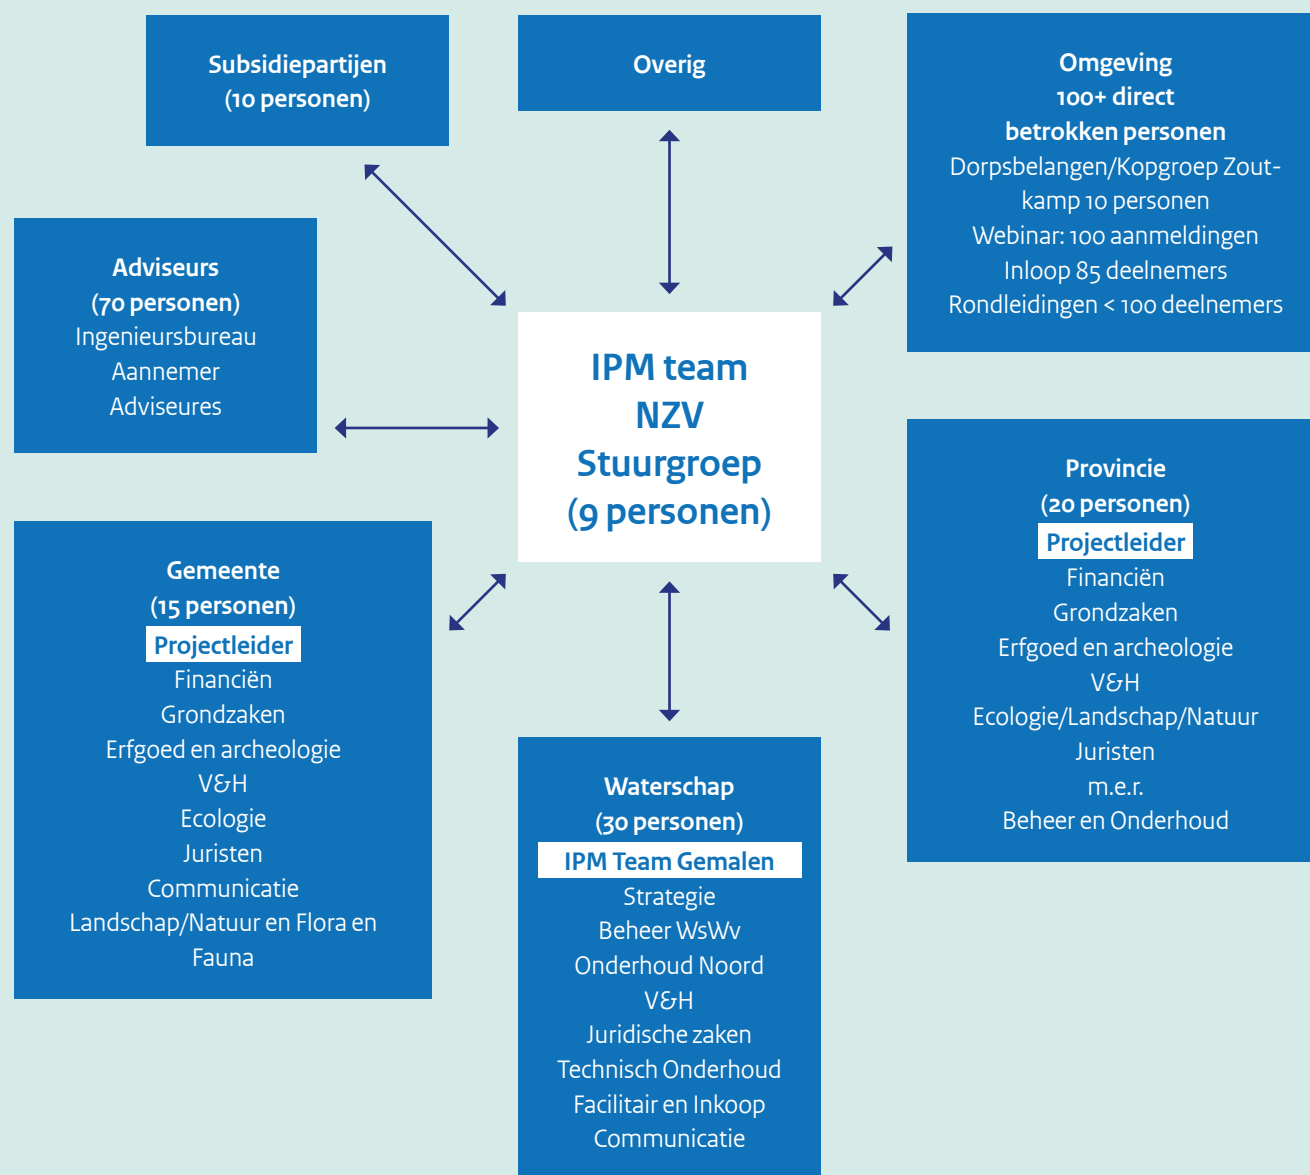 Subsidiepartijen
(10 personen)
Overig
Omgeving
100+ direct
betrokken personen
Dorpsbelangen/Kopgroep Zout-
kamp 10 personen
Webinar: 100 aanmeldingen
Inloop 85 deelnemers
Rondleidingen < 100 deelnemers
Adviseurs
(70 personen)
Ingenieursbureau
Aannemer
Adviseures
IPM team
NZV
Stuurgroep
(9 personen)
Provincie
(20 personen)
Projectleider
Financiën
Grondzaken
Erfgoed en archeologie
V&H
Ecologie/Landschap/Natuur
Juristen
m.e.r.
Beheer en Onderhoud
Gemeente
(15 personen)
Projectleider
Financiën
Grondzaken
Erfgoed en archeologie
V&H
Ecologie
Juristen
Communicatie
Landschap/Natuur en Flora en
Fauna
Waterschap
(30 personen)
IPM Team Gemalen
Strategie
Beheer WsWv
Onderhoud Noord
V&H
Juridische zaken
Technisch Onderhoud
Facilitair en Inkoop
Communicatie